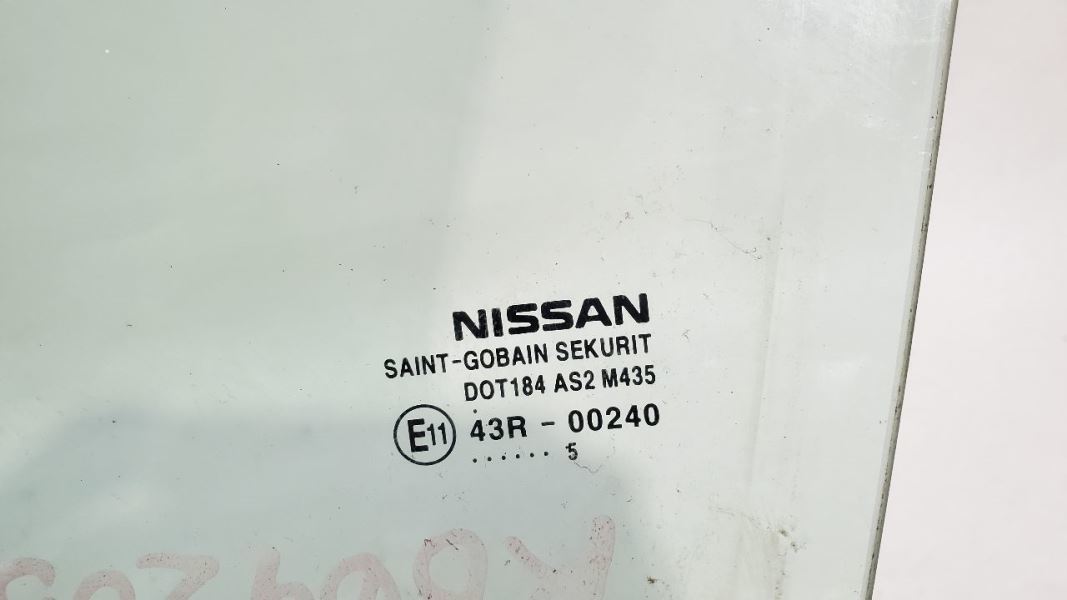 NISSAN
SAINT-GOBAIN SEKURIT
DOT184 AS2 M435
E11 43R - 00240
...... 5